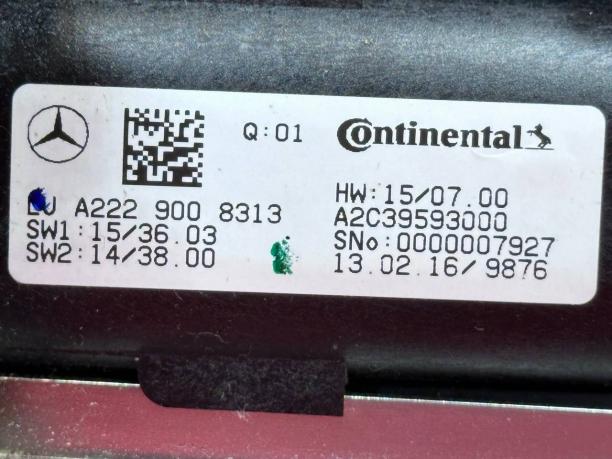 Q:01
Continental
A222 900 8313
SW1:15/36.03
SW2:14/38.00
HW:15/07.00
A2C39593000
SNo:0000007927
13.02.16/9876